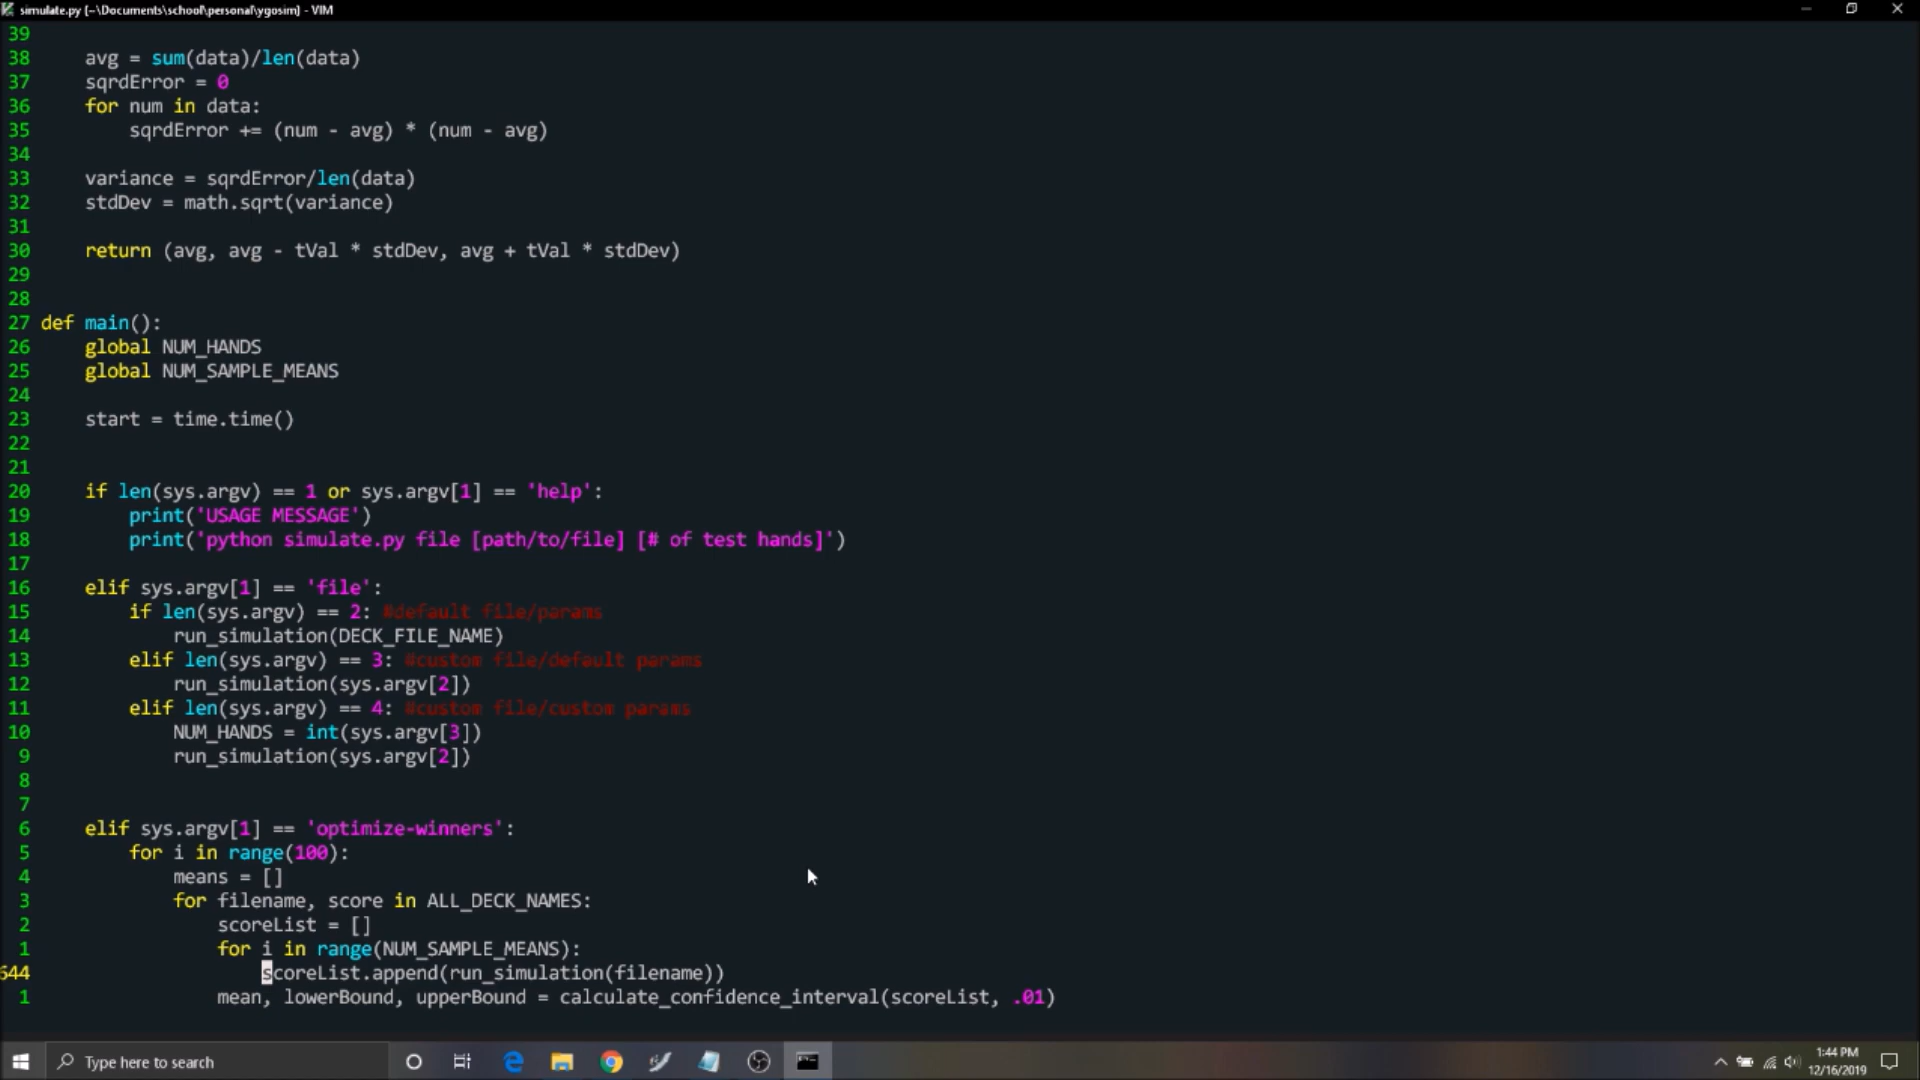 simulate.py [~\Documents\school\personal\ygosim] - VIM
39
38     avg = sum(data)/len(data)
37     sqrdError = 0
36     for num in data:
35         sqrdError += (num - avg) * (num - avg)
34
33     variance = sqrdError/len(data)
32     stdDev = math.sqrt(variance)
31
30     return (avg, avg - tVal * stdDev, avg + tVal * stdDev)
29
28
27 def main():
26     global NUM_HANDS
25     global NUM_SAMPLE_MEANS
24
23     start = time.time()
22
21
20     if len(sys.argv) == 1 or sys.argv[1] == 'help':
19         print('USAGE MESSAGE')
18         print('python simulate.py file [path/to/file] [# of test hands]')
17
16     elif sys.argv[1] == 'file':
15         if len(sys.argv) == 2: #default file/params
14             run_simulation(DECK_FILE_NAME)
13         elif len(sys.argv) == 3: #custom file/default params
12             run_simulation(sys.argv[2])
11         elif len(sys.argv) == 4: #custom file/custom params
10             NUM_HANDS = int(sys.argv[3])
9             run_simulation(sys.argv[2])
8
7
6     elif sys.argv[1] == 'optimize-winners':
5         for i in range(100):
4             means = []
3             for filename, score in ALL_DECK_NAMES:
2                 scoreList = []
1                 for i in range(NUM_SAMPLE_MEANS):
644                     scoreList.append(run_simulation(filename))
1                 mean, lowerBound, upperBound = calculate_confidence_interval(scoreList, .01)
Type here to search
1:44 PM
12/16/2019